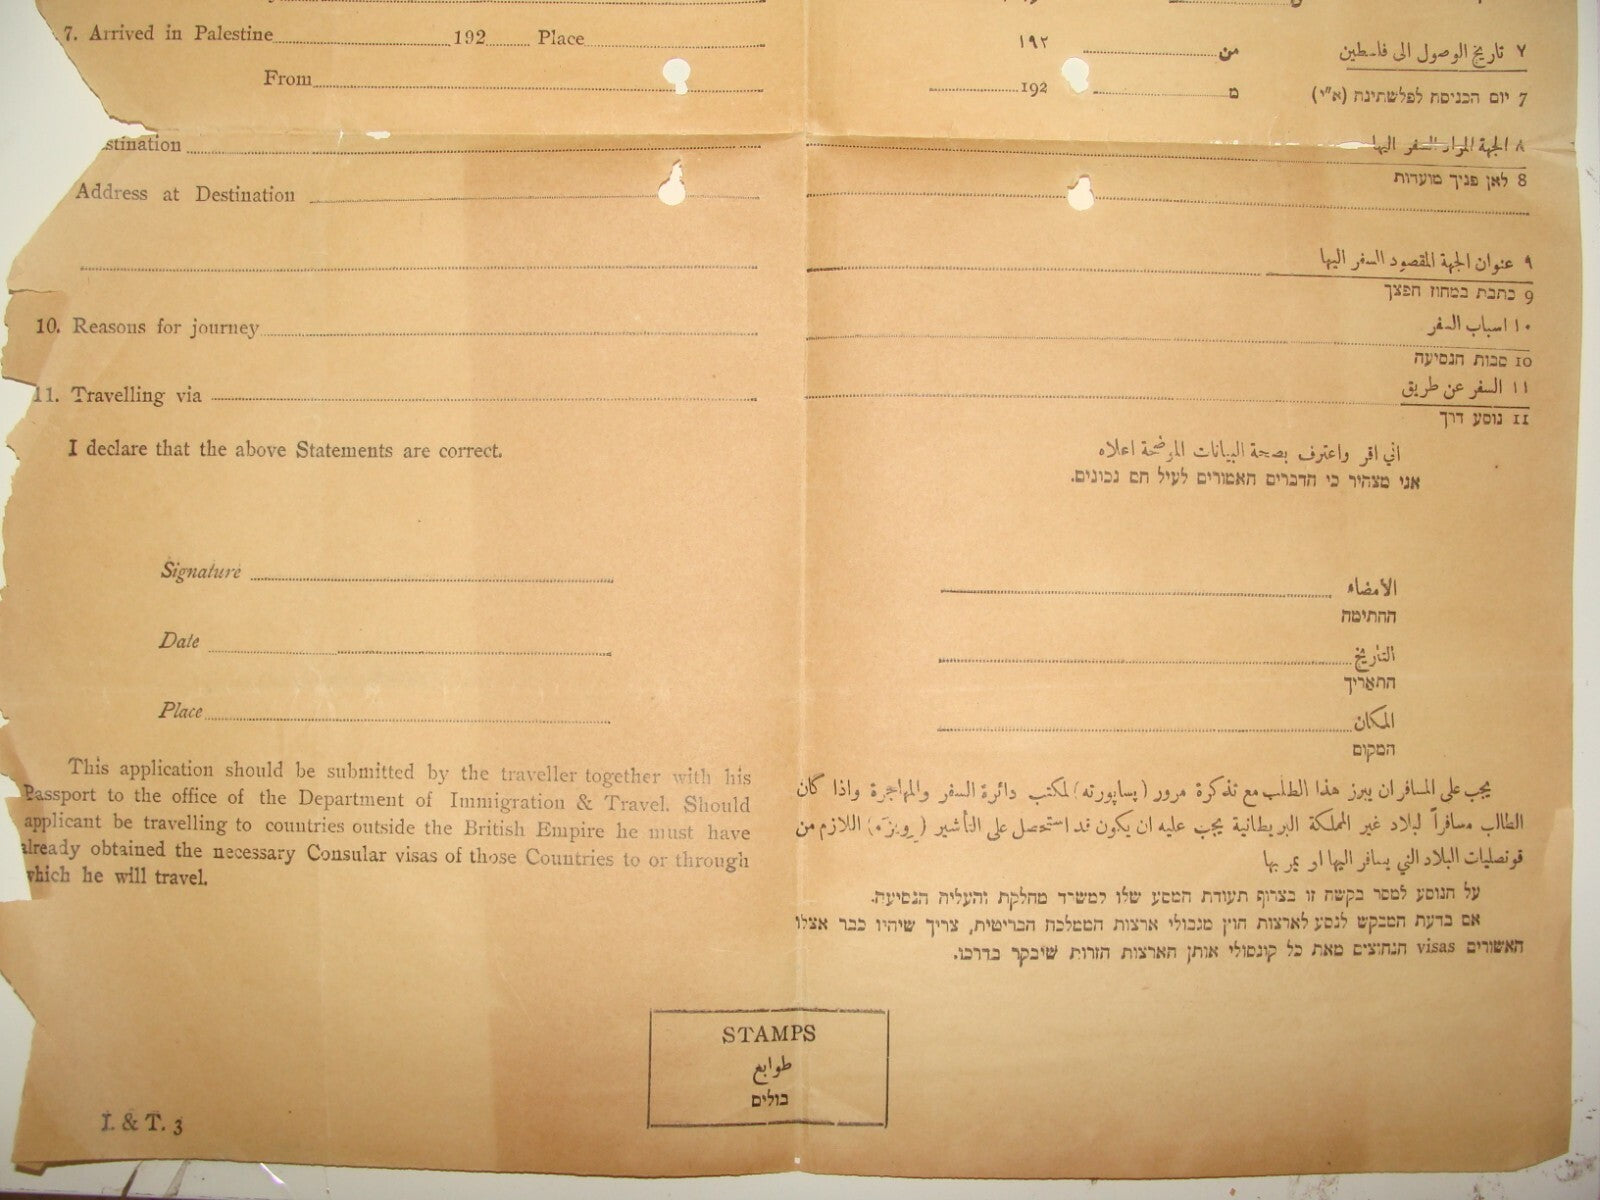 7. Arrived in Palestine 192 Place
From
stination
Address at Destination
10. Reasons for journey
11. Travelling via
I declare that the above Statements are correct.
Signature
Date
Place
This application should be submitted by the traveller together with his
Passport to the office of the Department of Immigration & Travel. Should
applicant be travelling to countries outside the British Empire he must have
already obtained the necessary Consular visas of those Countries to or through
which he will travel.
٧ تاريخ الوصول الى فلسطين من ١٩٢
7 יום הכניסת לפלשתינת (א"י) מ 192
٨ الجهة المراد السفر اليها
8 לאן פניך מועדות
٩ عنوان الجهة المقصود السفر اليها
9 כתבת במחוז חפצך
١٠ اسباب السفر
10 סבות הנסיעה
١١ السفر عن طريق
11 נוסע דרך
اني اقر واعترف بصحة البيانات الموضحة اعلاه
אני מצהיר כי הדברים האמורים לעיל הם נכונים.
الامضاء
החתימה
التاريخ
התאריך
المكان
המקום
يجب على المسافر ان يبرز هذا الطلب مع تذكرة مرور (پساپورته) لمكتب دائرة السفر والمهاجرة واذا كان
الطالب مسافراً لبلاد غير المملكة البريطانية يجب عليه ان يكون قد استحصل على التأشير اللازم من
قونصليات البلاد التي يسافر اليها او يمر بها
על הנוסע למסר בקשה זו בצרוף תעודת המסע שלו למשרד מחלקת והעליה הנסיעה.
אם בדעת המבקש לנסע לארצות חוץ מגבולי ארצות הממלכה הבריטית, צריך שיהיו כבר אצלו
האשורים visas הנחוצים מאת כל קונסולי אותן הארצות הזרות שיבקר בדרכו.
STAMPS
طوابع
בולים
I. & T. 3